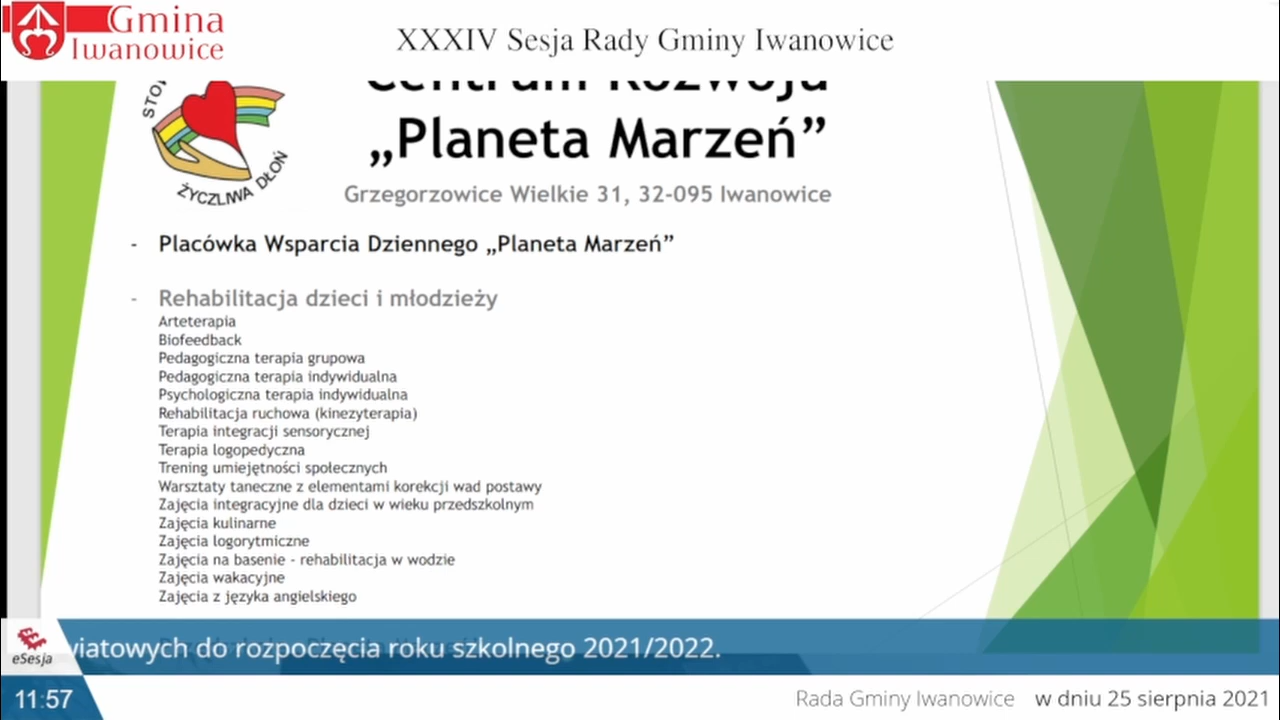 Gmina
Iwanowice
XXXIV Sesja Rady Gminy Iwanowice
Centrum Rozwoju
„Planeta Marzeń”
ŻYCZLIWA DŁOŃ
Grzegorzowice Wielkie 31, 32-095 Iwanowice
- Placówka Wsparcia Dziennego „Planeta Marzeń”
- Rehabilitacja dzieci i młodzieży
Arteterapia
Biofeedback
Pedagogiczna terapia grupowa
Pedagogiczna terapia indywidualna
Psychologiczna terapia indywidualna
Rehabilitacja ruchowa (kinezyterapia)
Terapia integracji sensorycznej
Terapia logopedyczna
Trening umiejętności społecznych
Warsztaty taneczne z elementami korekcji wad postawy
Zajęcia integracyjne dla dzieci w wieku przedszkolnym
Zajęcia kulinarne
Zajęcia logorytmiczne
Zajęcia na basenie - rehabilitacja w wodzie
Zajęcia wakacyjne
Zajęcia z języka angielskiego
wiatowych do rozpoczęcia roku szkolnego 2021/2022.
eSesja
11:57
Rada Gminy Iwanowice w dniu 25 sierpnia 2021